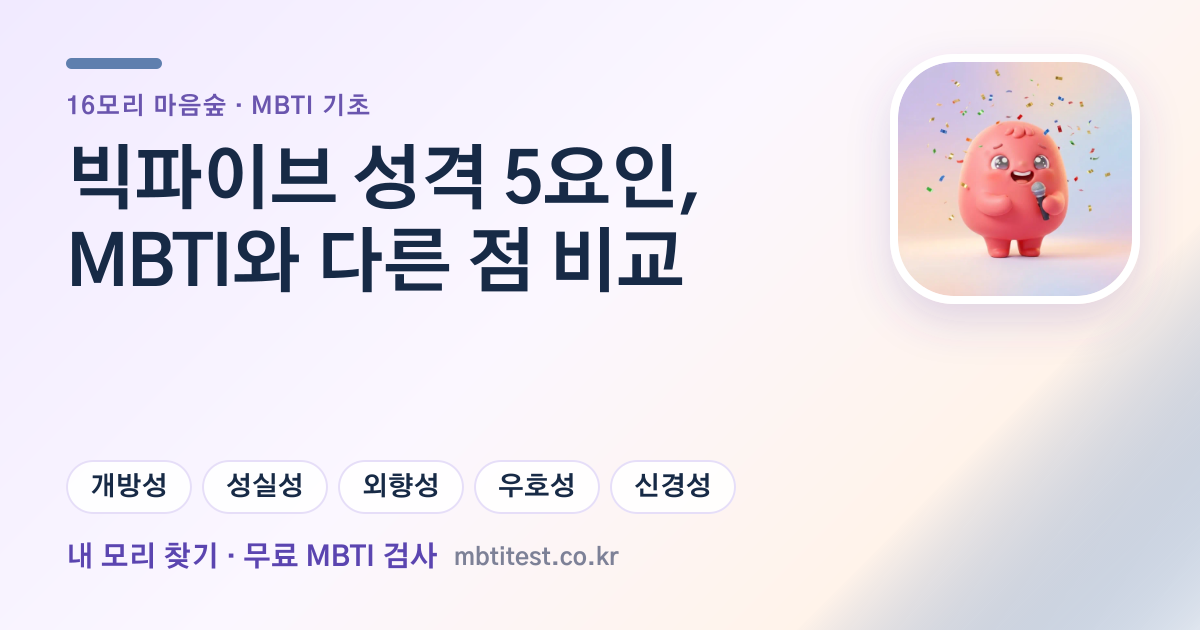 16모리 마음숲 · MBTI 기초
빅파이브 성격 5요인,
MBTI와 다른 점 비교
개방성 성실성 외향성 우호성 신경성
내 모리 찾기 · 무료 MBTI 검사 mbtitest.co.kr